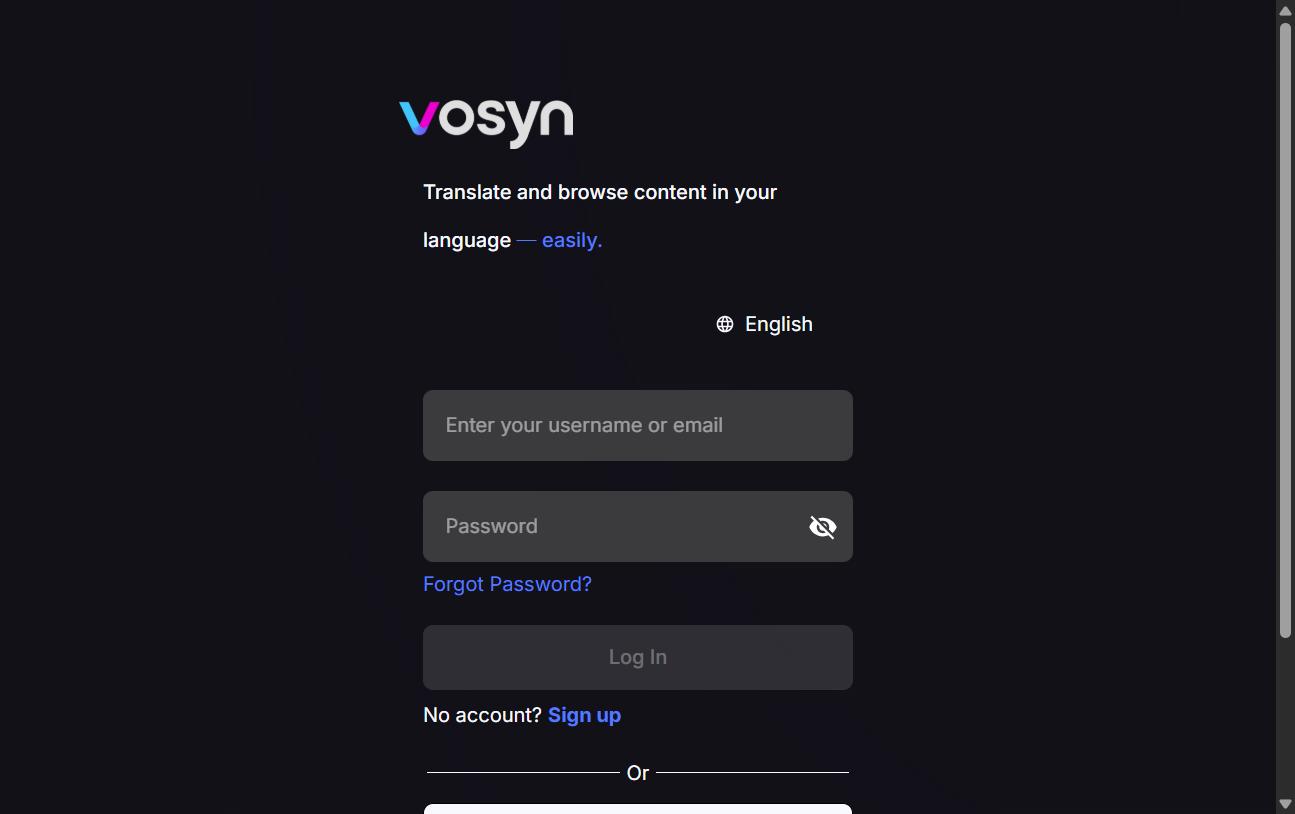 vosyn
Translate and browse content in your
language — easily.
English
Enter your username or email
Password
Forgot Password?
Log In
No account? Sign up
Or